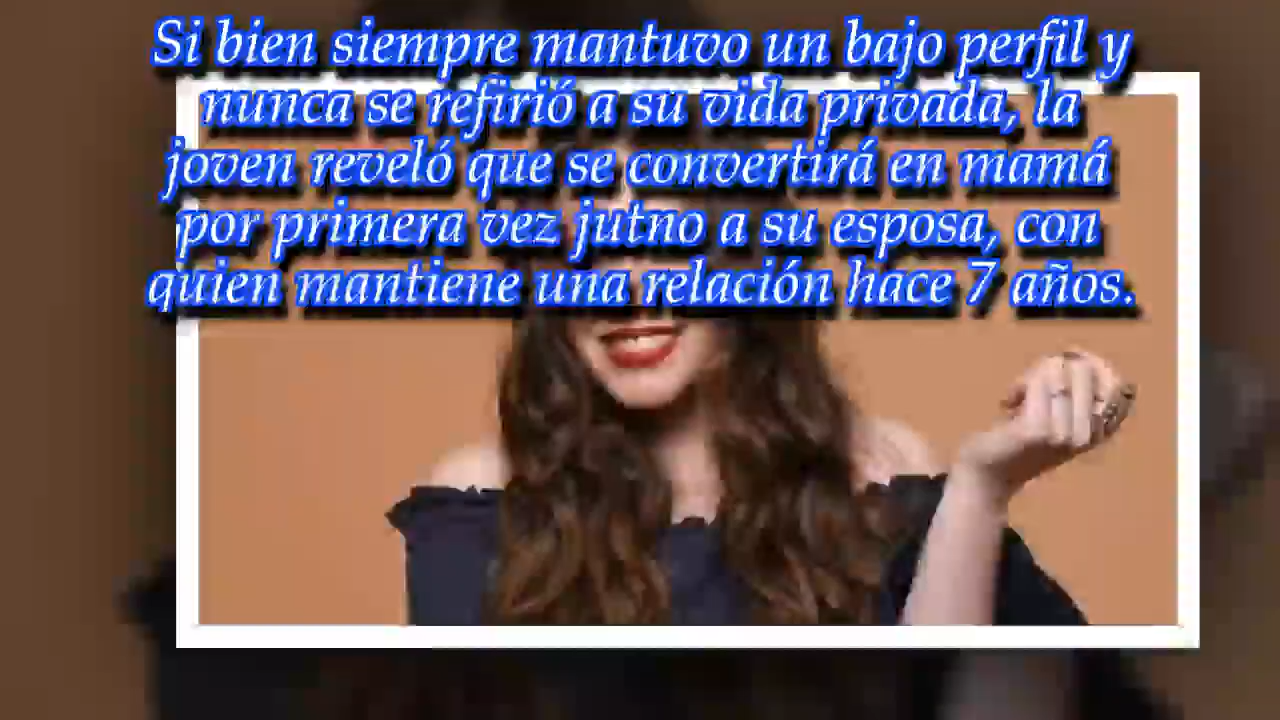 Si bien siempre mantuvo un bajo perfil y
nunca se refirió a su vida privada, la
joven reveló que se convertirá en mamá
por primera vez jutno a su esposa, con
quien mantiene una relación hace 7 años.